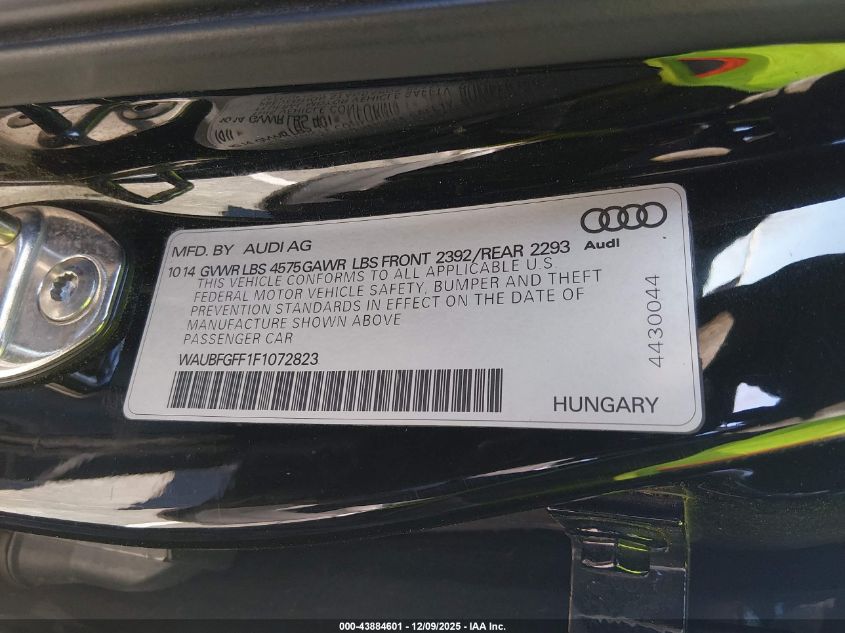 MFD. BY AUDI AG
Audi
1014 GVWR LBS 4575 GAWR LBS FRONT 2392/REAR 2293
THIS VEHICLE CONFORMS TO ALL APPLICABLE U.S
FEDERAL MOTOR VEHICLE SAFETY, BUMPER AND THEFT
PREVENTION STANDARDS IN EFFECT ON THE DATE OF
MANUFACTURE SHOWN ABOVE
PASSENGER CAR
WAUBFGFF1F1072823
4430044
HUNGARY
000-43884601 - 12/09/2025 - IAA Inc.